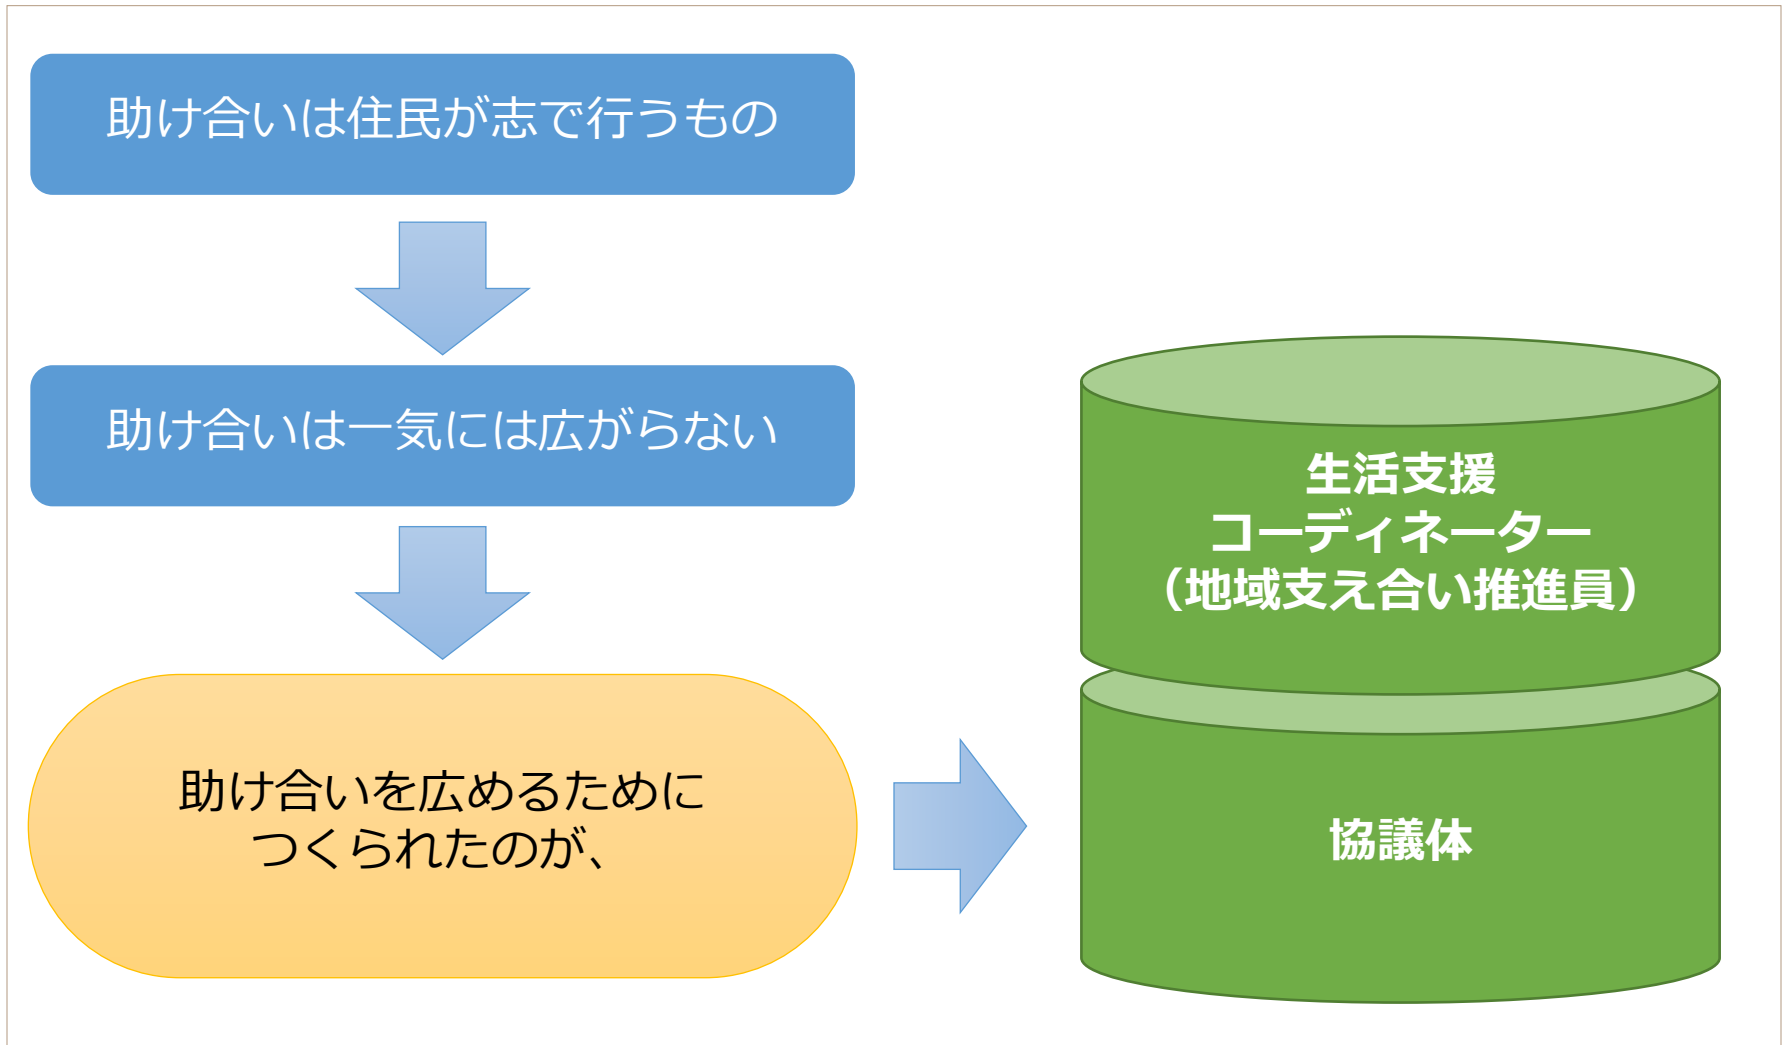 助け合いは住民が志で行うもの
助け合いは一気には広がらない
助け合いを広めるために
つくられたのが、
生活支援
コーディネーター
（地域支え合い推進員）
協議体